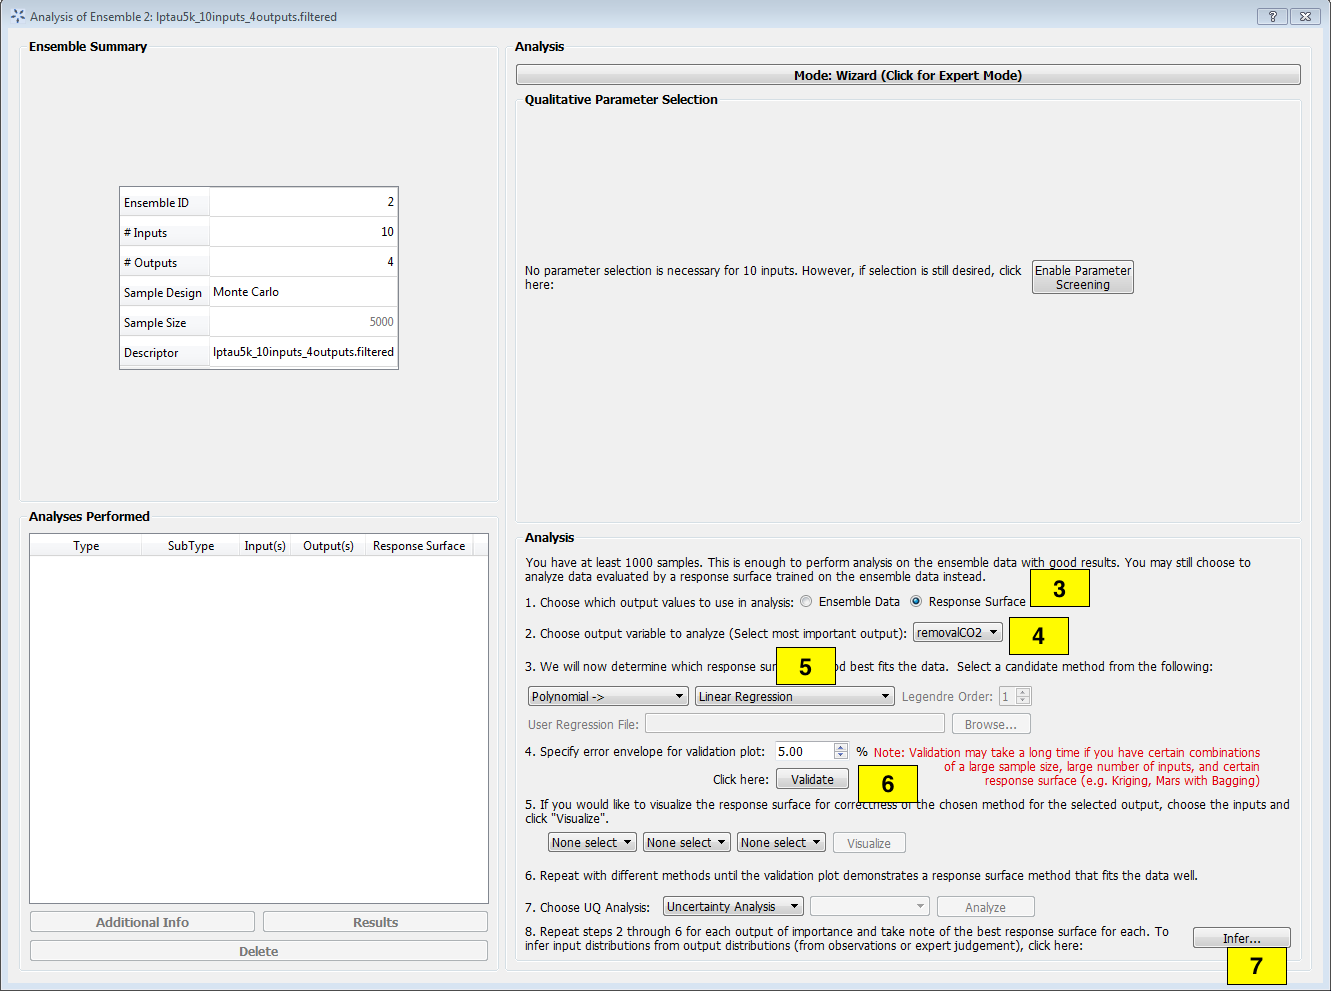 Analysis of Ensemble 2: lptau5k_10inputs_4outputs.filtered
Ensemble Summary
Ensemble ID 2
# Inputs 10
# Outputs 4
Sample Design Monte Carlo
Sample Size 5000
Descriptor lptau5k_10inputs_4outputs.filtered
Analyses Performed
Type SubType Input(s) Output(s) Response Surface
Additional Info Results
Delete
Analysis
Mode: Wizard (Click for Expert Mode)
Qualitative Parameter Selection
No parameter selection is necessary for 10 inputs. However, if selection is still desired, click
here:
Enable Parameter
Screening
Analysis
You have at least 1000 samples. This is enough to perform analysis on the ensemble data with good results. You may still choose to
analyze data evaluated by a response surface trained on the ensemble data instead.
1. Choose which output values to use in analysis: Ensemble Data Response Surface
3
2. Choose output variable to analyze (Select most important output): removalCO2
4
3. We will now determine which response sur od best fits the data. Select a candidate method from the following:
5
Polynomial -> Linear Regression Legendre Order: 1
User Regression File: Browse...
4. Specify error envelope for validation plot: 5.00 %
Note: Validation may take a long time if you have certain combinations
of a large sample size, large number of inputs, and certain
response surface (e.g. Kriging, Mars with Bagging)
Click here: Validate
6
5. If you would like to visualize the response surface for correctness of the chosen method for the selected output, choose the inputs and
click "Visualize".
None select None select None select Visualize
6. Repeat with different methods until the validation plot demonstrates a response surface method that fits the data well.
7. Choose UQ Analysis: Uncertainty Analysis Analyze
8. Repeat steps 2 through 6 for each output of importance and take note of the best response surface for each. To
infer input distributions from output distributions (from observations or expert judgement), click here:
Infer...
7